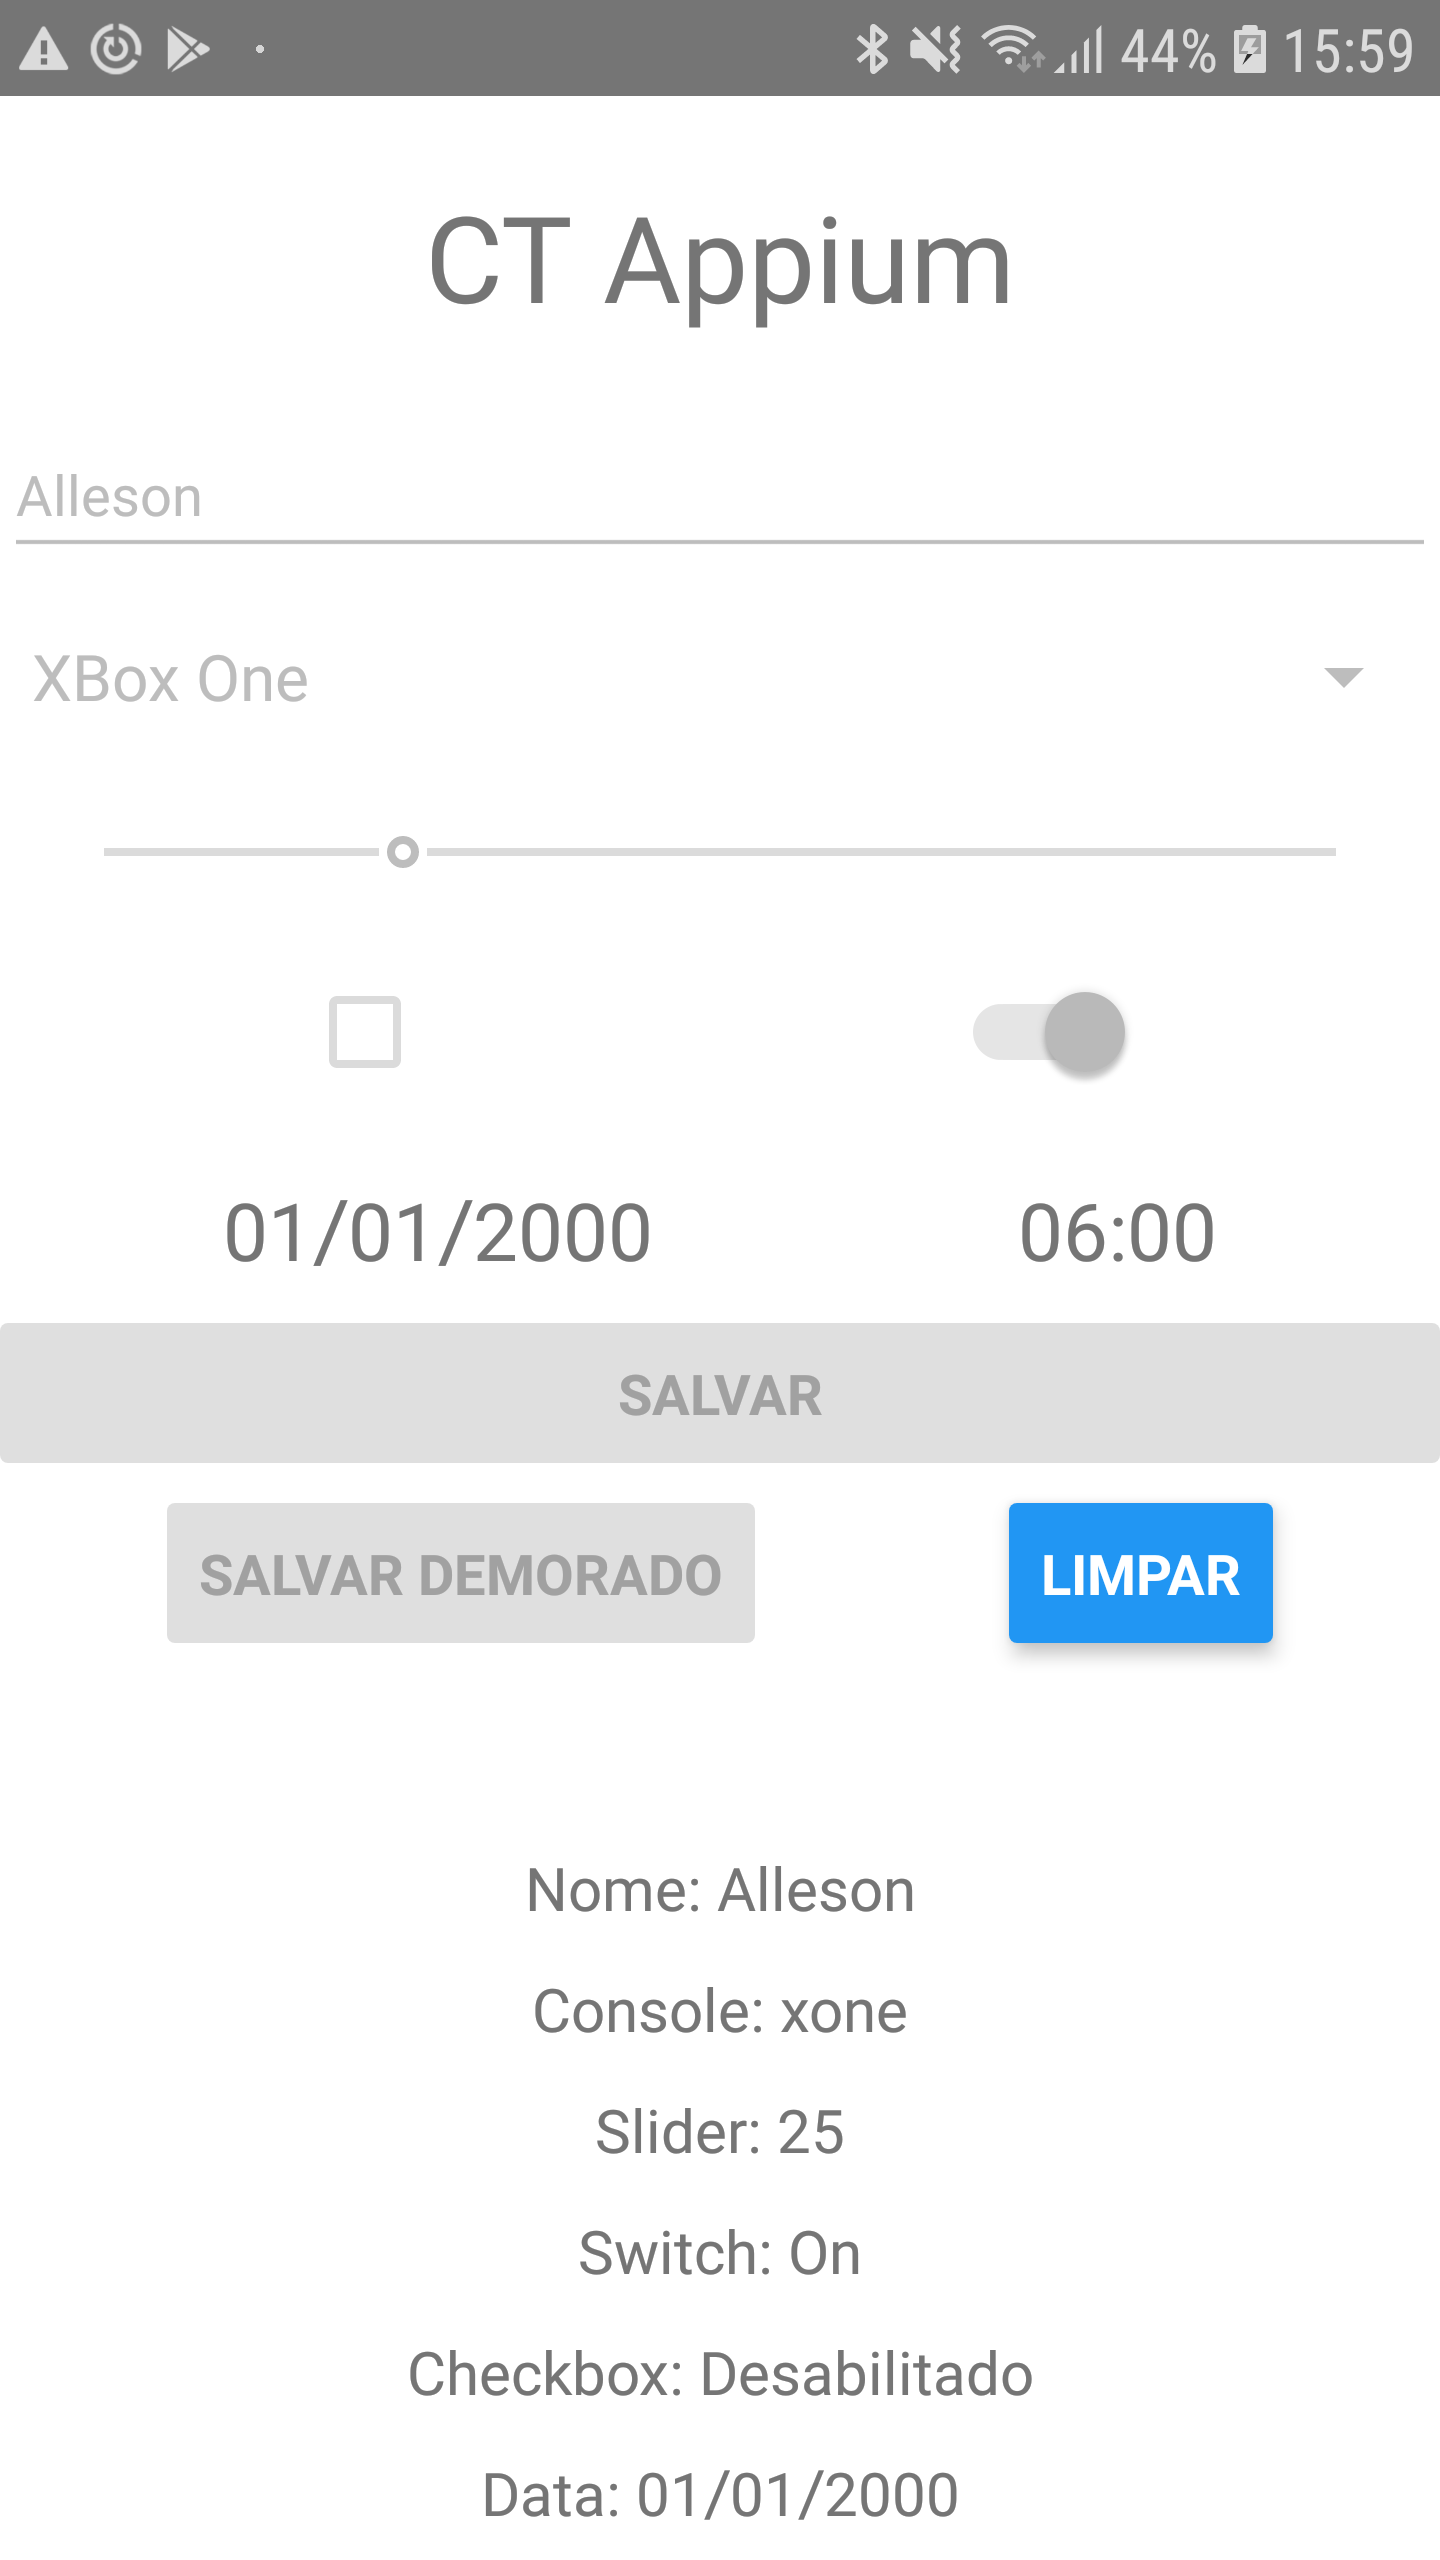 44% 15:59
CT Appium
Alleson
XBox One
01/01/2000 06:00
SALVAR
SALVAR DEMORADO LIMPAR
Nome: Alleson
Console: xone
Slider: 25
Switch: On
Checkbox: Desabilitado
Data: 01/01/2000